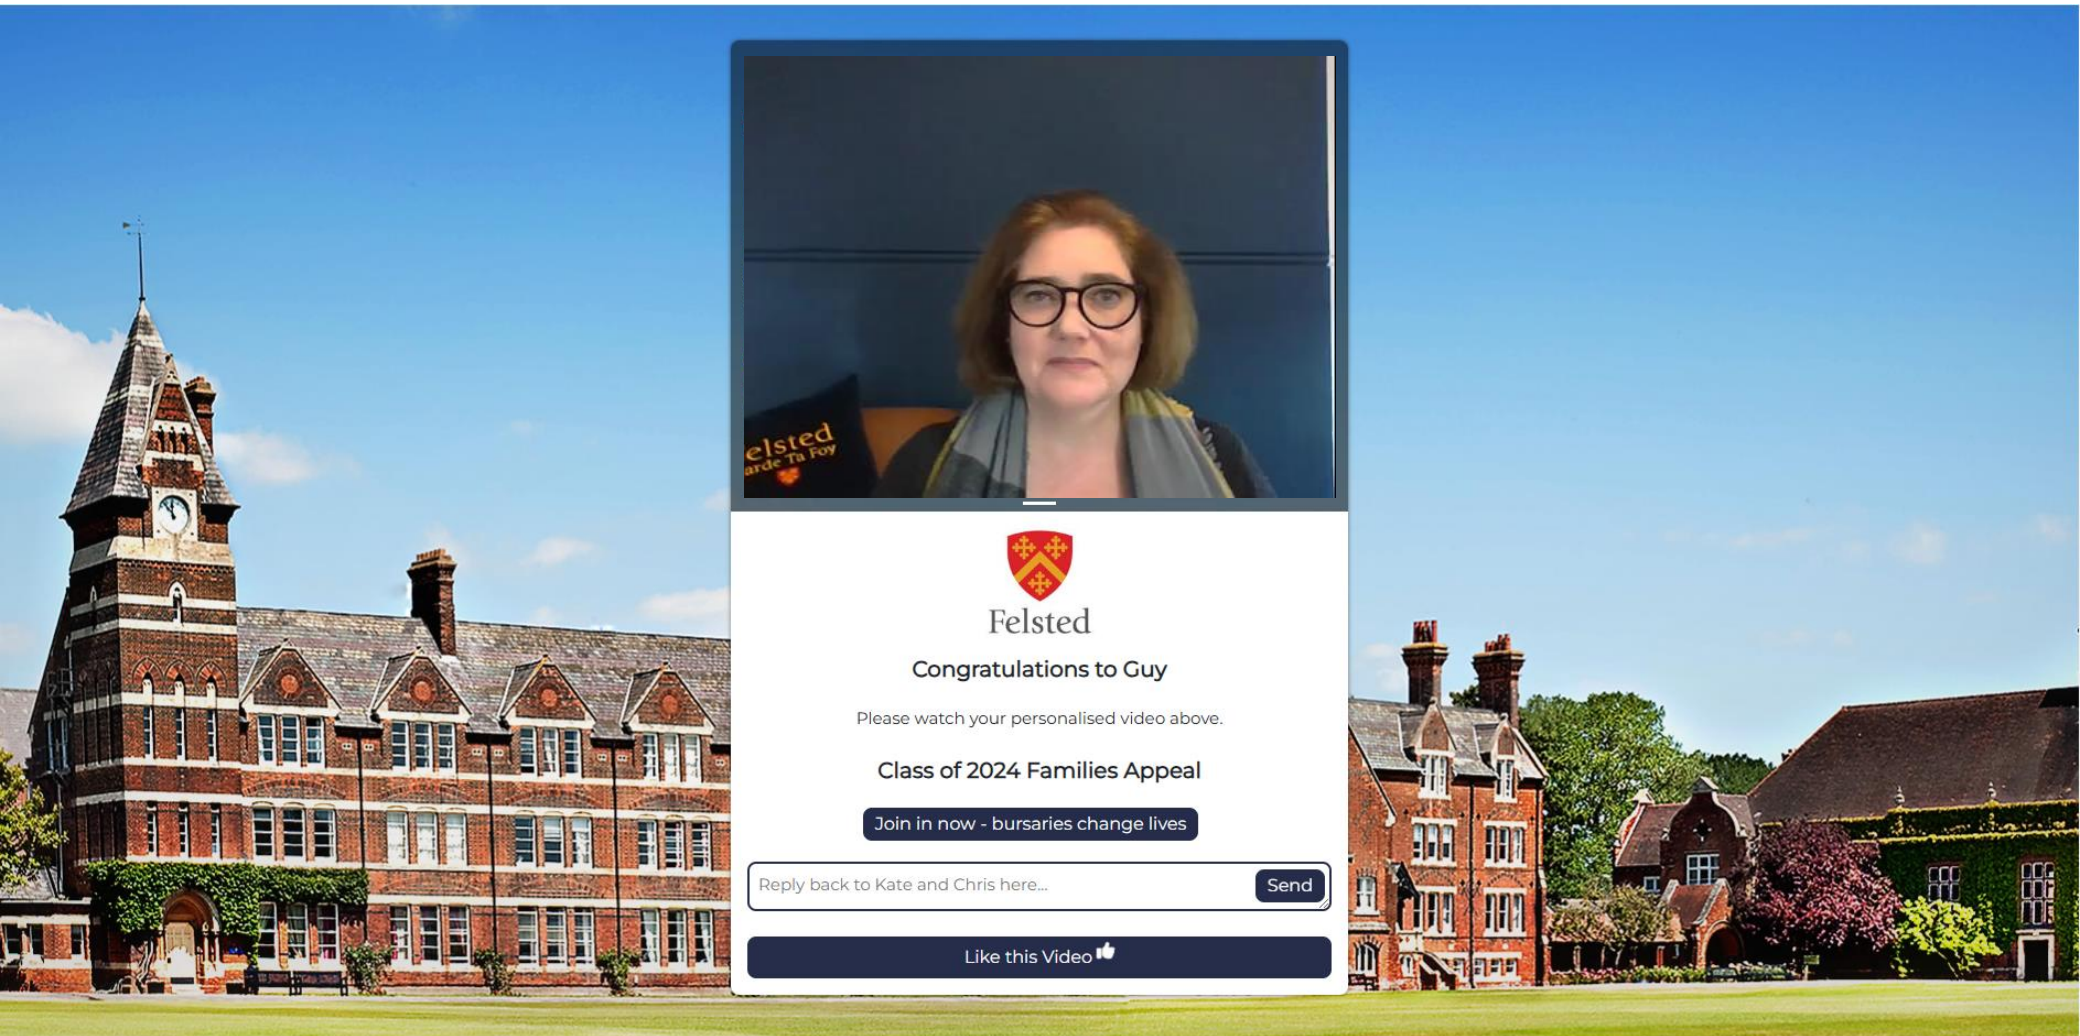 elsted
arde Ta Foy
Felsted
Congratulations to Guy
Please watch your personalised video above.
Class of 2024 Families Appeal
Join in now - bursaries change lives
Reply back to Kate and Chris here...
Send
Like this Video